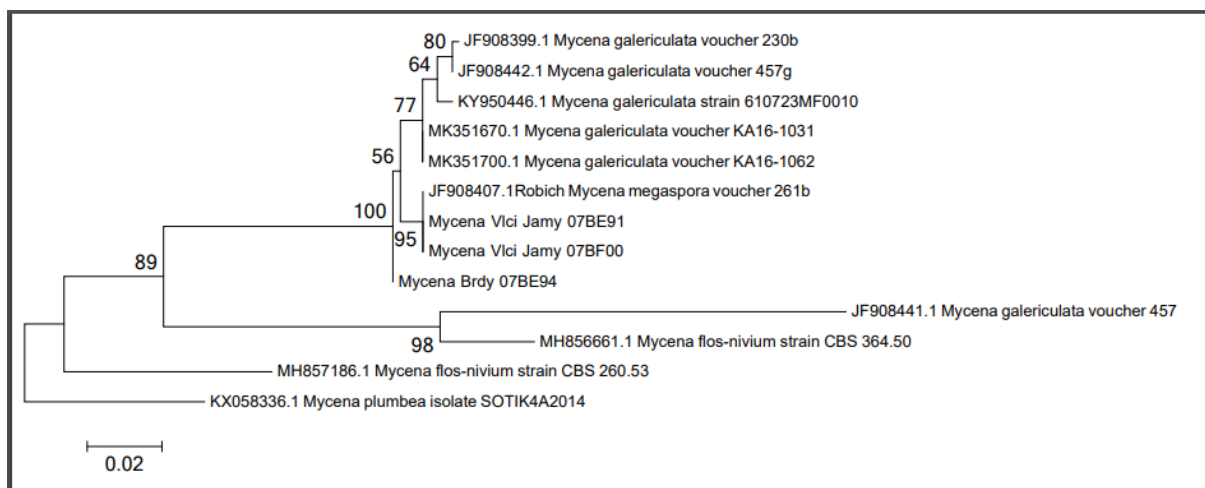 80 JF908399.1 Mycena galericulata voucher 230b
64 JF908442.1 Mycena galericulata voucher 457g
KY950446.1 Mycena galericulata strain 610723MF0010
77 MK351670.1 Mycena galericulata voucher KA16-1031
56 MK351700.1 Mycena galericulata voucher KA16-1062
JF908407.1Robich Mycena megaspora voucher 261b
100 Mycena Vlci Jamy 07BE91
95 Mycena Vlci Jamy 07BF00
89 Mycena Brdy 07BE94
JF908441.1 Mycena galericulata voucher 457
98 MH856661.1 Mycena flos-nivium strain CBS 364.50
MH857186.1 Mycena flos-nivium strain CBS 260.53
KX058336.1 Mycena plumbea isolate SOTIK4A2014
0.02